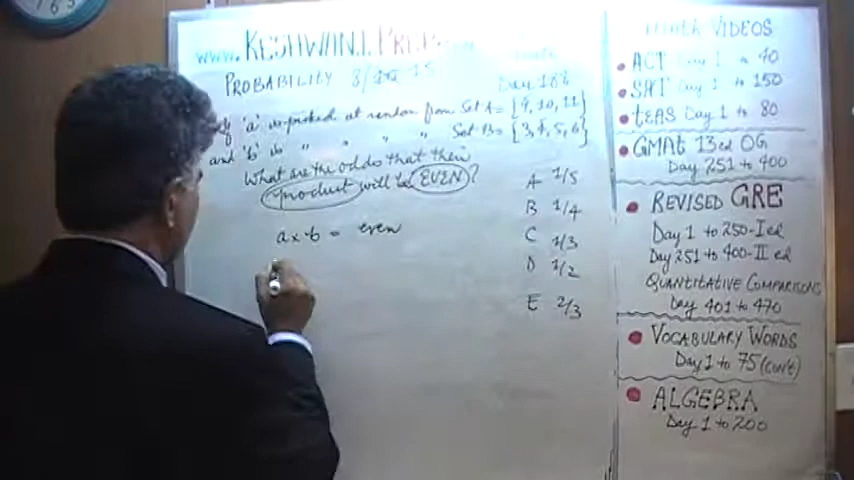 www. KESHWANI PREP
PROBABILITY 8/ 15
Day 188
If 'a' is picked at random from Set A = {9, 10, 11}
and 'b' is " " " " Set B = {3, 4, 5, 6}
What are the odds that their
product will be EVEN?
a x b = even
A 1/5
B 1/4
C 1/3
D 1/2
E 2/3
VIDEOS
ACT Day 1 to 40
SAT Day 1 to 150
tEAS Day 1 to 80
GMAt 13ed OG
Day 251 to 400
REVISED GRE
Day 1 to 250-I ed
Day 251 to 400-II ed
QUANTITATIVE COMPARISONS
Day 401 to 470
VOCABULARY WORDS
Day 1 to 75 (con't)
ALGEBRA
Day 1 to 200